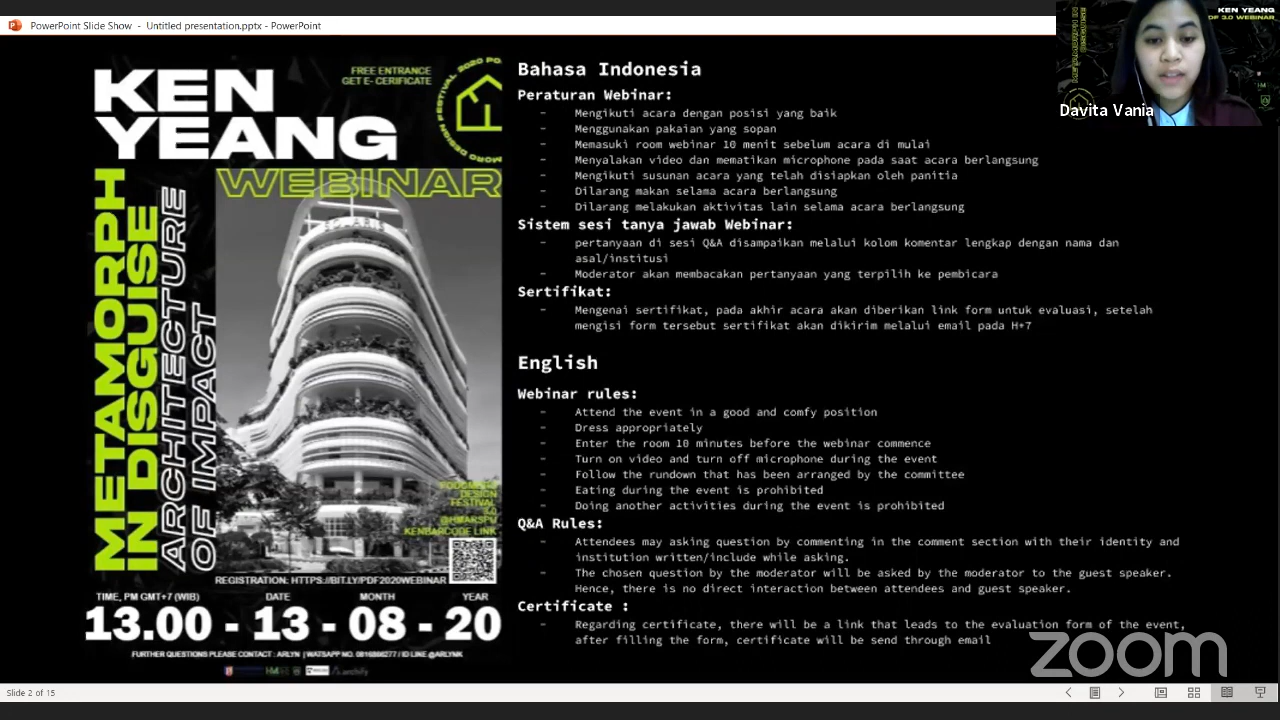 PowerPoint Slide Show - Untitled presentation.pptx - PowerPoint
KEN YEANG
DF 3.0 WEBINAR
Davita Vania
FREE ENTRANCE
GET E- CERIFICATE
KEN
YEANG
WEBINAR
METAMORPH
IN DISGUISE
ARCHITECTURE
OF IMPACT
DESIGN
FESTIVAL
3.0
@HMARSPU
KENBARCODE LINK
REGISTRATION: HTTPS://BIT.LY/PDF2020WEBINAR
TIME, PM GMT+7 (WIB) DATE MONTH YEAR
13.00 - 13 - 08 - 20
Bahasa Indonesia
Peraturan Webinar:
- Mengikuti acara dengan posisi yang baik
- Menggunakan pakaian yang sopan
- Memasuki room webinar 10 menit sebelum acara di mulai
- Menyalakan video dan mematikan microphone pada saat acara berlangsung
- Mengikuti susunan acara yang telah disiapkan oleh panitia
- Dilarang makan selama acara berlangsung
- Dilarang melakukan aktivitas lain selama acara berlangsung
Sistem sesi tanya jawab Webinar:
- pertanyaan di sesi Q&A disampaikan melalui kolom komentar lengkap dengan nama dan
asal/institusi
- Moderator akan membacakan pertanyaan yang terpilih ke pembicara
Sertifikat:
- Mengenai sertifikat, pada akhir acara akan diberikan link form untuk evaluasi, setelah
mengisi form tersebut sertifikat akan dikirim melalui email pada H+7
English
Webinar rules:
- Attend the event in a good and comfy position
- Dress appropriately
- Enter the room 10 minutes before the webinar commence
- Turn on video and turn off microphone during the event
- Follow the rundown that has been arranged by the committee
- Eating during the event is prohibited
- Doing another activities during the event is prohibited
Q&A Rules:
- Attendees may asking question by commenting in the comment section with their identity and
institution written/include while asking.
- The chosen question by the moderator will be asked by the moderator to the guest speaker.
Hence, there is no direct interaction between attendees and guest speaker.
Certificate :
- Regarding certificate, there will be a link that leads to the evaluation form of the event,
after filling the form, certificate will be send through email
zoom
Slide 2 of 15